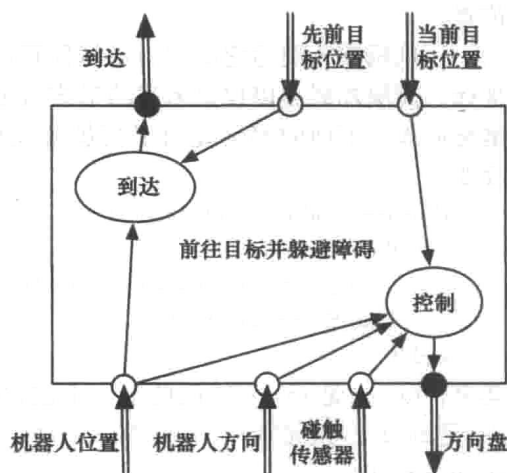 到达
先前目
标位置
当前目
标位置
到达
前往目标并躲避障碍
控制
机器人位置
机器人方向
碰触
传感器
方向盘